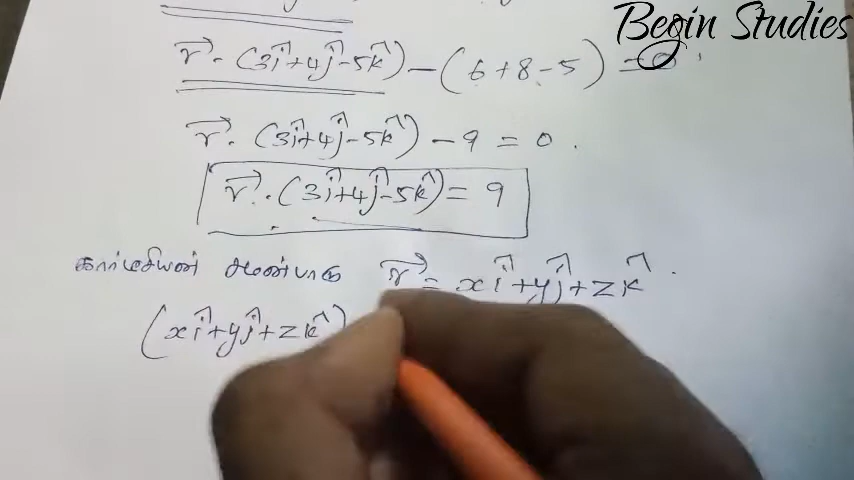 Begin Studies
r⃗ · (3î+4ĵ-5k̂) - (6+8-5) = 0
r⃗ · (3î+4ĵ-5k̂) - 9 = 0.
r⃗ · (3î+4ĵ-5k̂) = 9
கார்டீசியன் சமன்பாடு r⃗ = xî+yĵ+zk̂.
(xî+yĵ+zk̂)